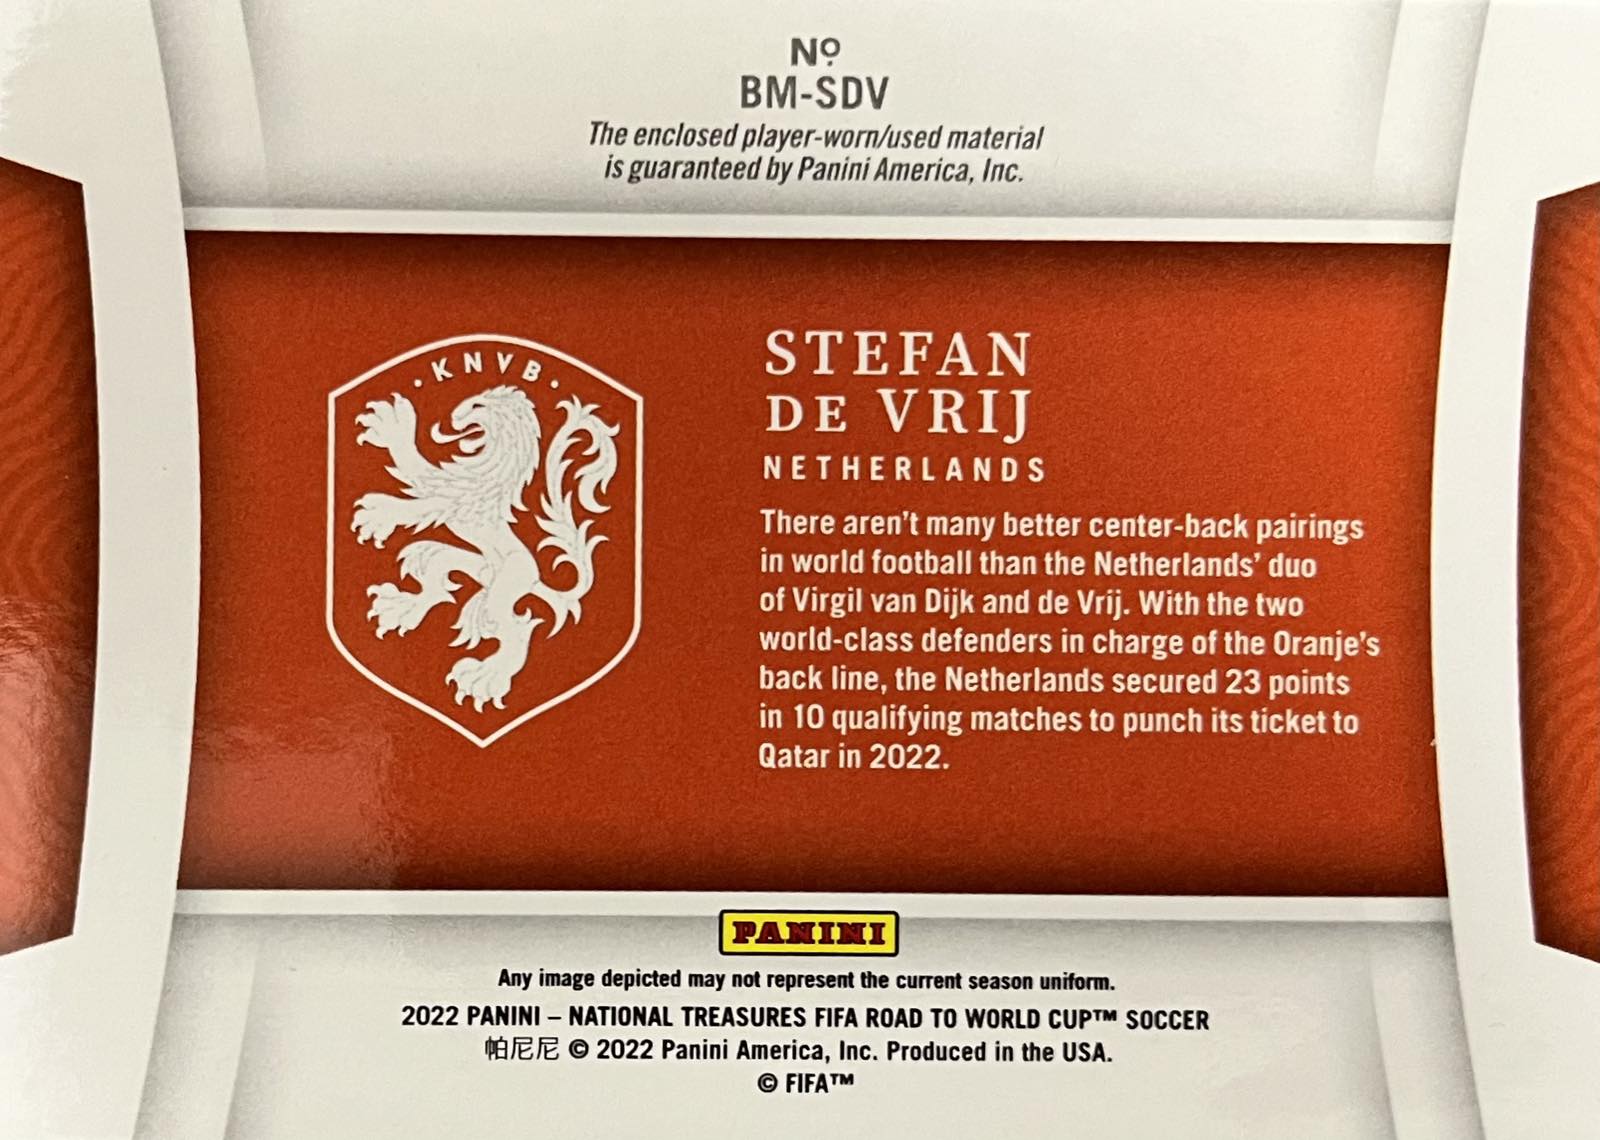 Nº
BM-SDV
The enclosed player-worn/used material
is guaranteed by Panini America, Inc.
KNVB
STEFAN
DE VRIJ
NETHERLANDS
There aren't many better center-back pairings
in world football than the Netherlands' duo
of Virgil van Dijk and de Vrij. With the two
world-class defenders in charge of the Oranje's
back line, the Netherlands secured 23 points
in 10 qualifying matches to punch its ticket to
Qatar in 2022.
PANINI
Any image depicted may not represent the current season uniform.
2022 PANINI – NATIONAL TREASURES FIFA ROAD TO WORLD CUP™ SOCCER
帕尼尼 © 2022 Panini America, Inc. Produced in the USA.
© FIFA™